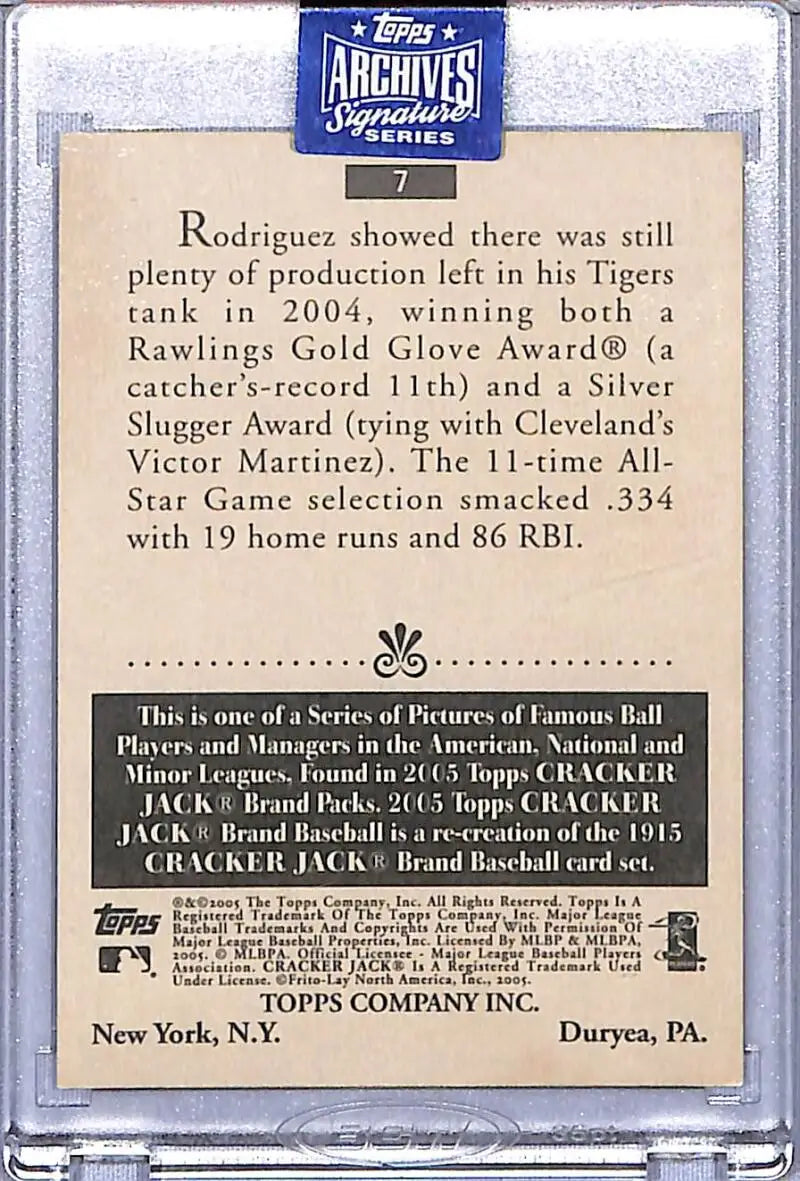 Topps
ARCHIVES
Signature
SERIES
7
Rodriguez showed there was still
plenty of production left in his Tigers
tank in 2004, winning both a
Rawlings Gold Glove Award® (a
catcher's-record 11th) and a Silver
Slugger Award (tying with Cleveland's
Victor Martinez). The 11-time All-
Star Game selection smacked .334
with 19 home runs and 86 RBI.
This is one of a Series of Pictures of Famous Ball
Players and Managers in the American, National and
Minor Leagues. Found in 2005 Topps CRACKER
JACK® Brand Packs. 2005 Topps CRACKER
JACK® Brand Baseball is a re-creation of the 1915
CRACKER JACK® Brand Baseball card set.
Topps
®&©2005 The Topps Company, Inc. All Rights Reserved. Topps Is A
Registered Trademark Of The Topps Company, Inc. Major League
Baseball Trademarks And Copyrights Are Used With Permission Of
Major League Baseball Properties, Inc. Licensed By MLBP & MLBPA,
2005. © MLBPA. Official Licensee - Major League Baseball Players
Association. CRACKER JACK® Is A Registered Trademark Used
Under License. ©Frito-Lay North America, Inc., 2005.
TOPPS COMPANY INC.
New York, N.Y. Duryea, PA.